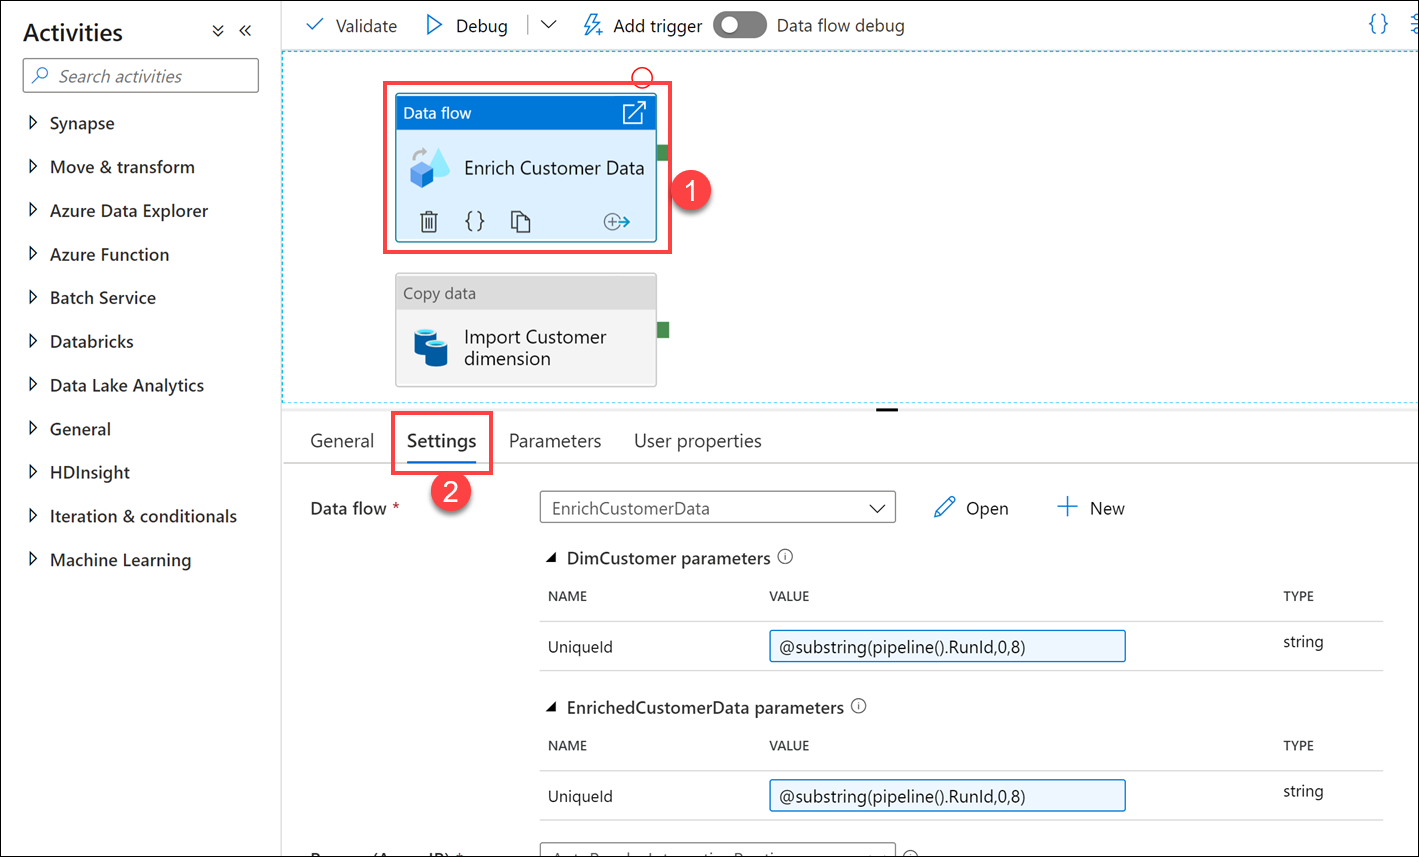 Activities
Search activities
Synapse
Move & transform
Azure Data Explorer
Azure Function
Batch Service
Databricks
Data Lake Analytics
General
HDInsight
Iteration & conditionals
Machine Learning
Validate Debug Add trigger Data flow debug
Data flow
Enrich Customer Data
1
Copy data
Import Customer
dimension
General Settings Parameters User properties
2
Data flow * EnrichCustomerData Open New
DimCustomer parameters
NAME VALUE TYPE
UniqueId @substring(pipeline().RunId,0,8) string
EnrichedCustomerData parameters
NAME VALUE TYPE
UniqueId @substring(pipeline().RunId,0,8) string